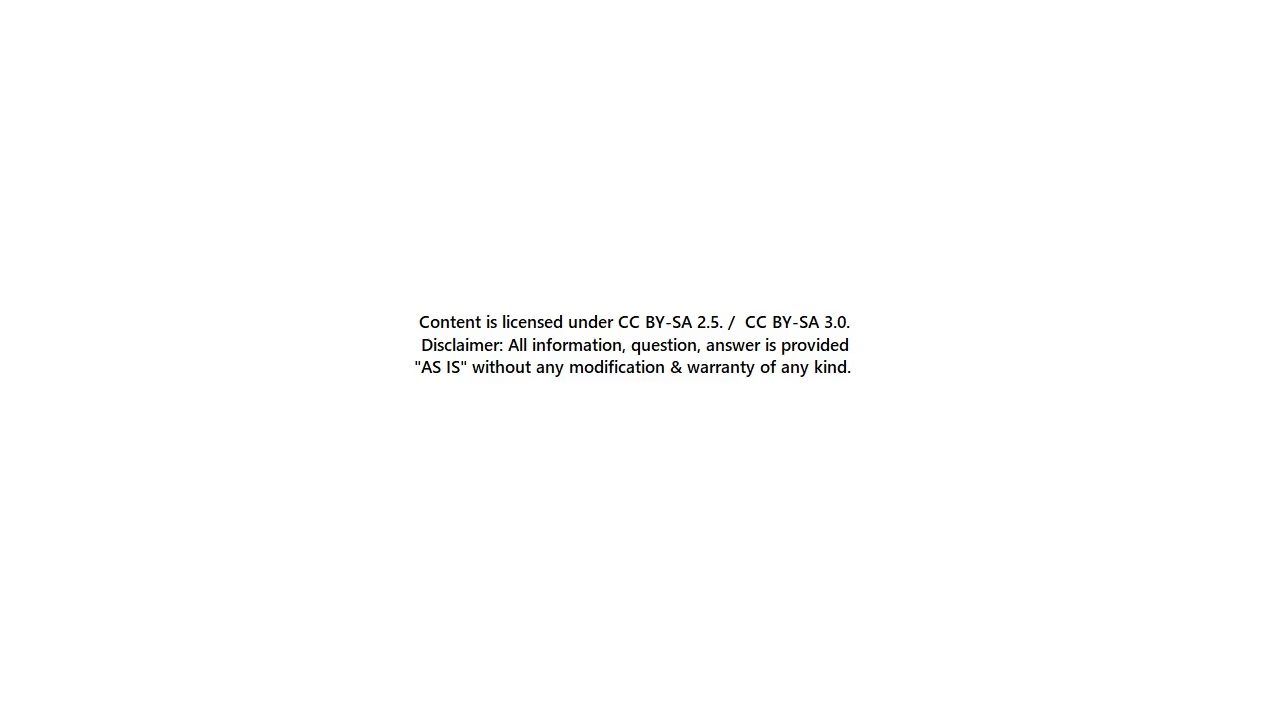 Content is licensed under CC BY-SA 2.5. /  CC BY-SA 3.0.
Disclaimer: All information, question, answer is provided
"AS IS" without any modification & warranty of any kind.